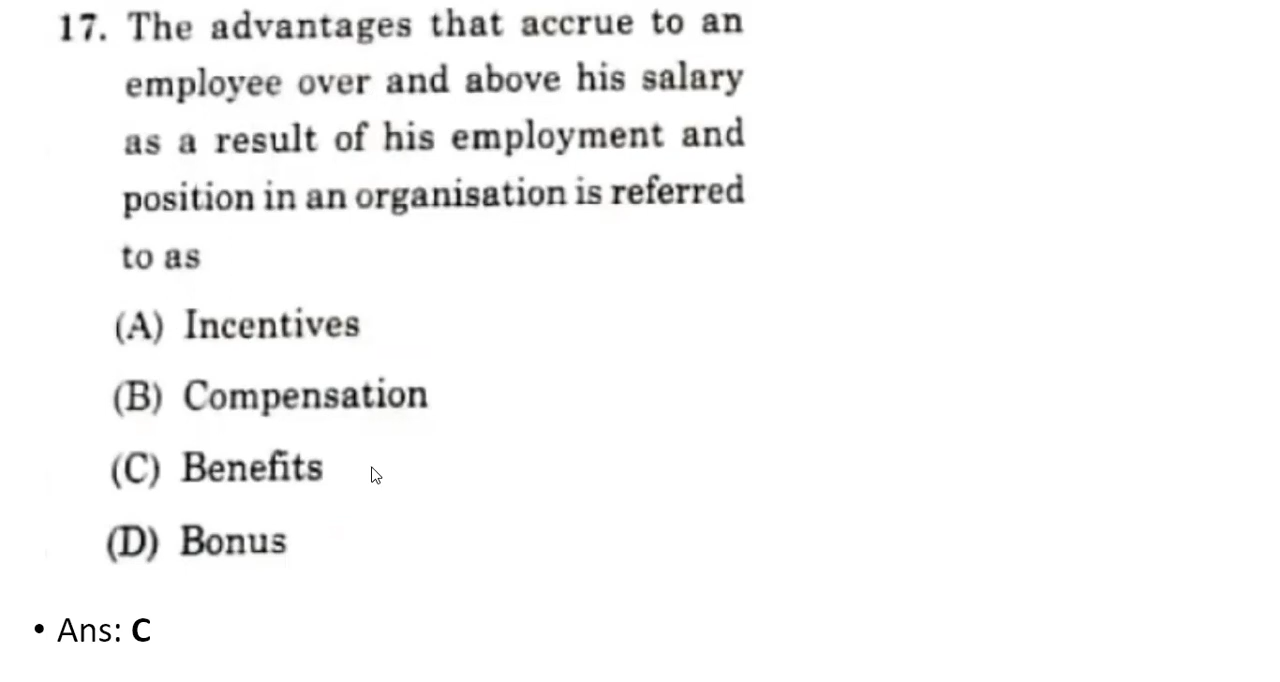 17. The advantages that accrue to an
employee over and above his salary
as a result of his employment and
position in an organisation is referred
to as
(A) Incentives
(B) Compensation
(C) Benefits
(D) Bonus
• Ans: C